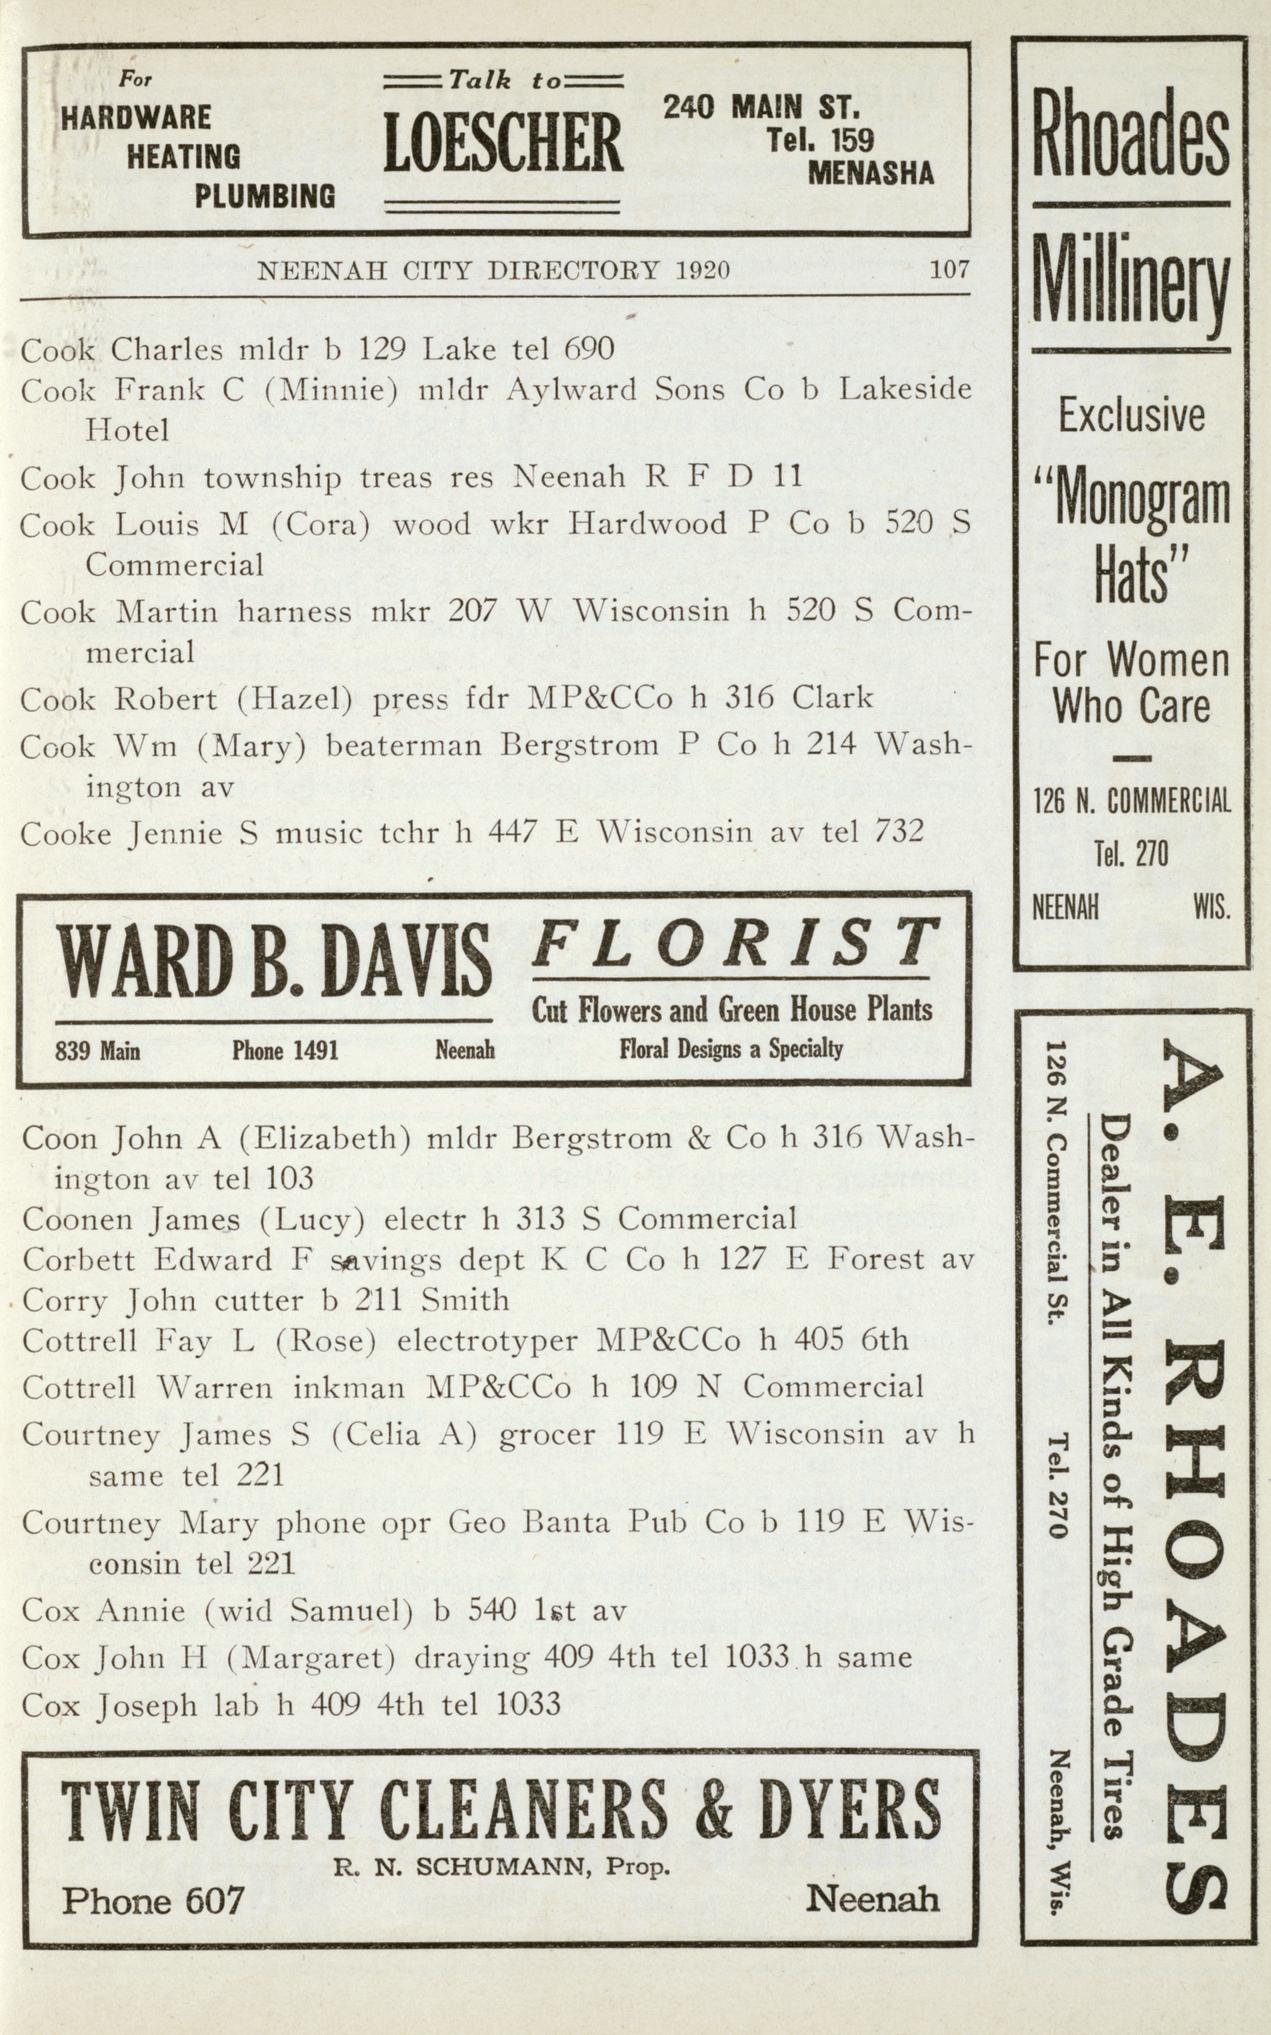 For
HARDWARE
HEATING
PLUMBING
Talk to
LOESCHER
240 MAIN ST.
Tel. 159
MENASHA
NEENAH CITY DIRECTORY 1920 107
Cook Charles mldr b 129 Lake tel 690
Cook Frank C (Minnie) mldr Aylward Sons Co b Lakeside
Hotel
Cook John township treas res Neenah R F D 11
Cook Louis M (Cora) wood wkr Hardwood P Co b 520 S
Commercial
Cook Martin harness mkr 207 W Wisconsin h 520 S Com-
mercial
Cook Robert (Hazel) press fdr MP&CCo h 316 Clark
Cook Wm (Mary) beaterman Bergstrom P Co h 214 Wash-
ington av
Cooke Jennie S music tchr h 447 E Wisconsin av tel 732
WARD B. DAVIS
839 Main Phone 1491 Neenah
FLORIST
Cut Flowers and Green House Plants
Floral Designs a Specialty
Coon John A (Elizabeth) mldr Bergstrom & Co h 316 Wash-
ington av tel 103
Coonen James (Lucy) electr h 313 S Commercial
Corbett Edward F savings dept K C Co h 127 E Forest av
Corry John cutter b 211 Smith
Cottrell Fay L (Rose) electrotyper MP&CCo h 405 6th
Cottrell Warren inkman MP&CCo h 109 N Commercial
Courtney James S (Celia A) grocer 119 E Wisconsin av h
same tel 221
Courtney Mary phone opr Geo Banta Pub Co b 119 E Wis-
consin tel 221
Cox Annie (wid Samuel) b 540 1st av
Cox John H (Margaret) draying 409 4th tel 1033 h same
Cox Joseph lab h 409 4th tel 1033
TWIN CITY CLEANERS & DYERS
R. N. SCHUMANN, Prop.
Phone 607 Neenah
Rhoades
Millinery
Exclusive
"Monogram
Hats"
For Women
Who Care
126 N. COMMERCIAL
Tel. 270
NEENAH WIS.
A. E. RHOADES
Dealer in All Kinds of High Grade Tires
126 N. Commercial St. Tel. 270 Neenah, Wis.